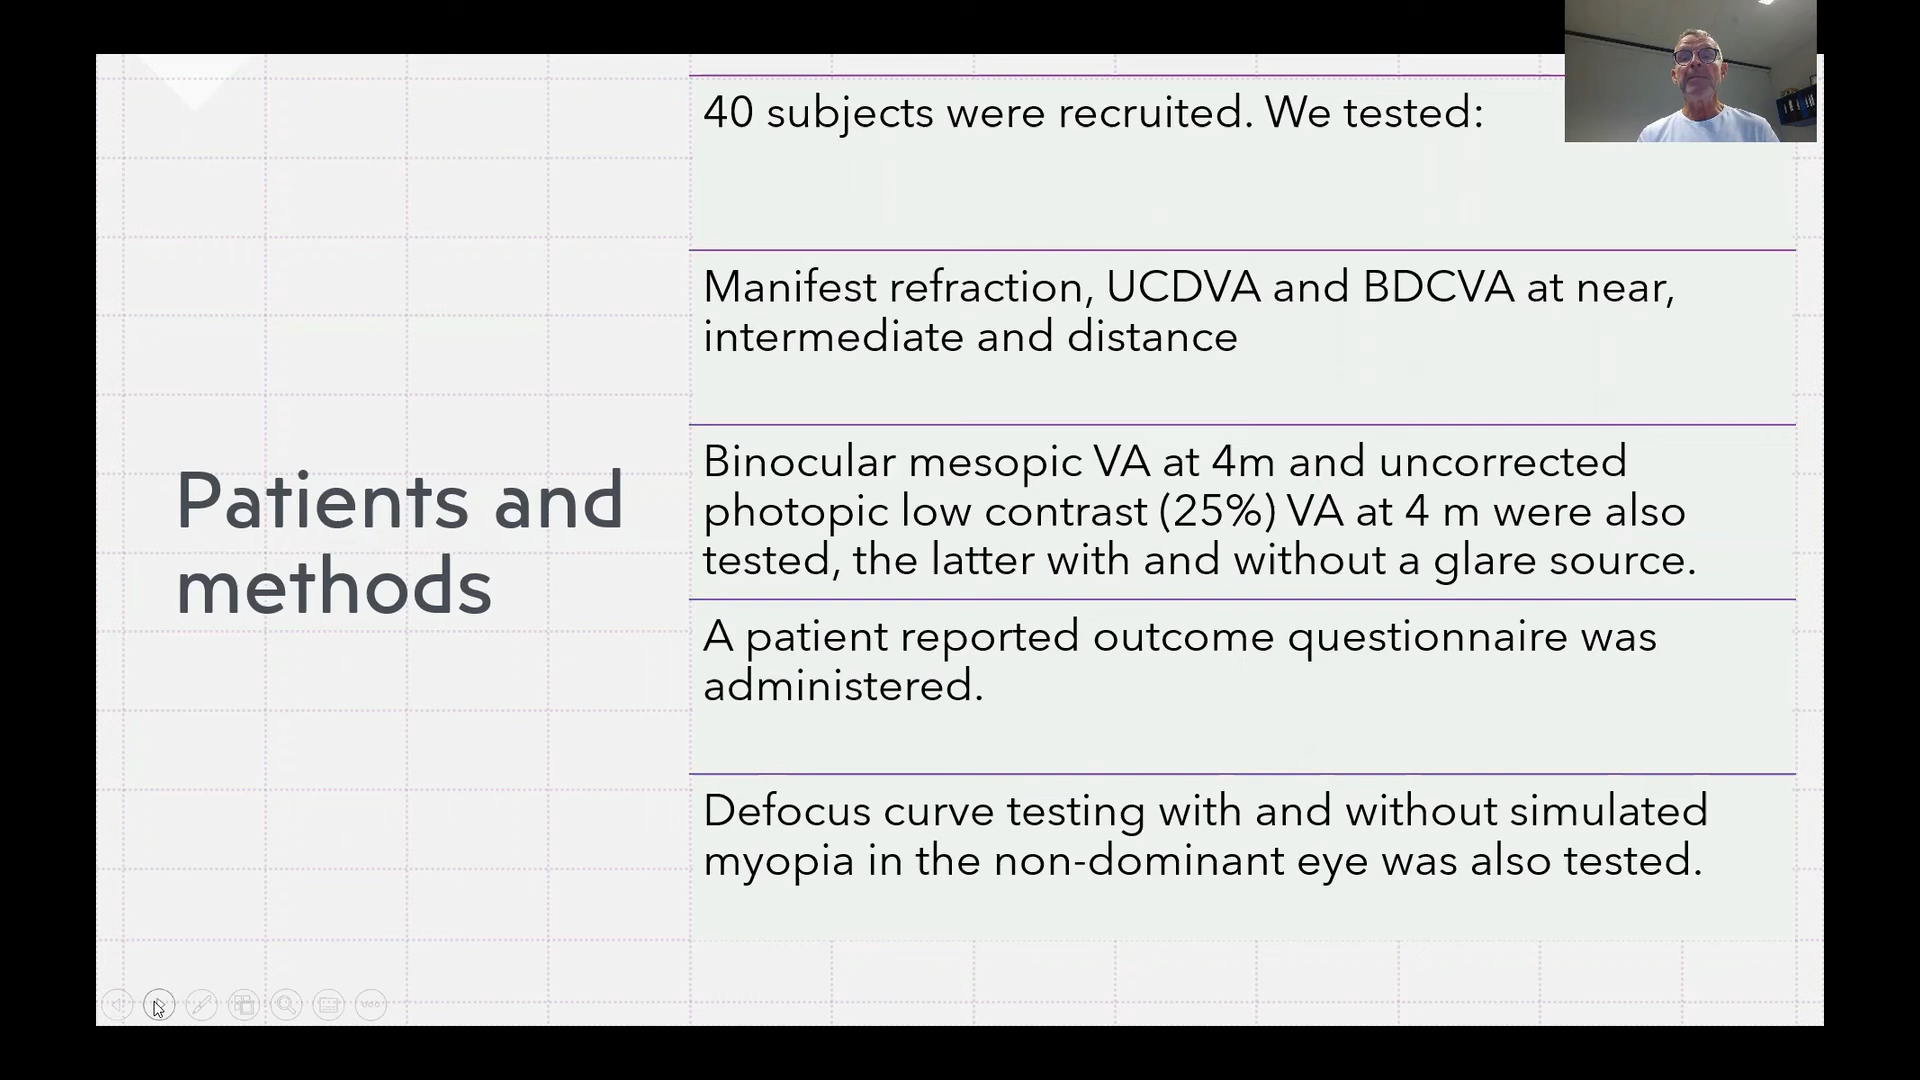 Patients and
methods
40 subjects were recruited. We tested:
Manifest refraction, UCDVA and BDCVA at near,
intermediate and distance
Binocular mesopic VA at 4m and uncorrected
photopic low contrast (25%) VA at 4 m were also
tested, the latter with and without a glare source.
A patient reported outcome questionnaire was
administered.
Defocus curve testing with and without simulated
myopia in the non-dominant eye was also tested.